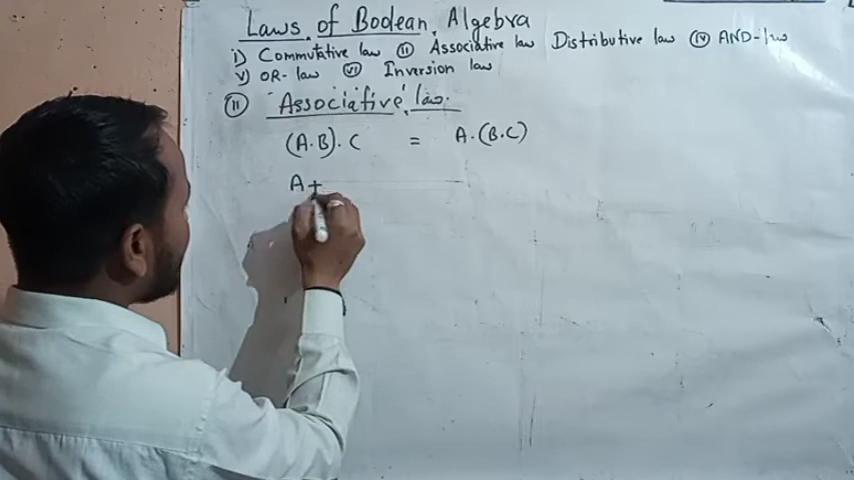 Laws of Boolean Algebra
i) Commutative law ii) Associative law Distributive law iv) AND-law
v) OR-law vi) Inversion law
ii) Associative law.
(A.B).C = A.(B.C)
A+